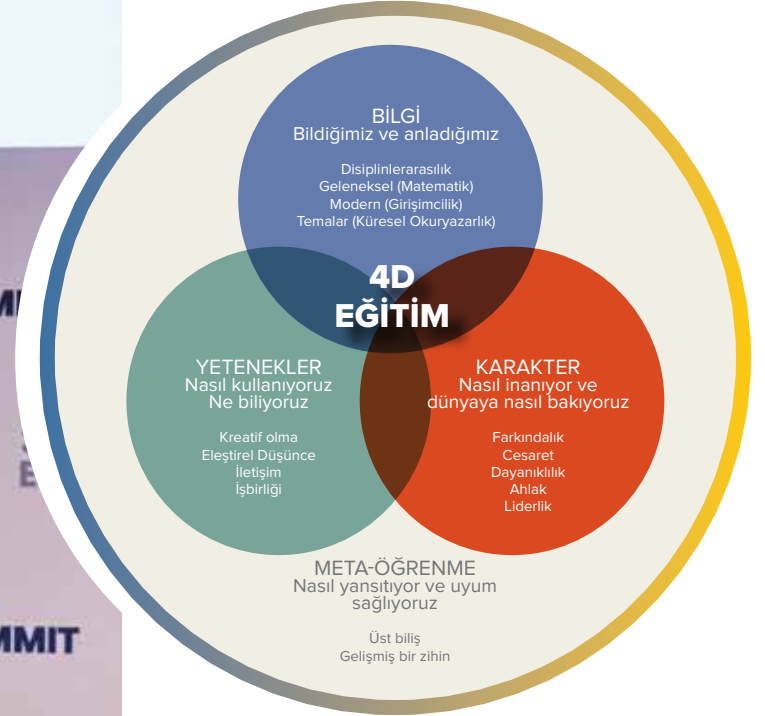 BİLGİ
Bildiğimiz ve anladığımız
Disiplinlerarasılık
Geleneksel (Matematik)
Modern (Girişimcilik)
Temalar (Küresel Okuryazarlık)
4D
EĞİTİM
YETENEKLER
Nasıl kullanıyoruz
Ne biliyoruz
Kreatif olma
Eleştirel Düşünce
İletişim
İşbirliği
KARAKTER
Nasıl inanıyor ve
dünyaya nasıl bakıyoruz
Farkındalık
Cesaret
Dayanıklılık
Ahlak
Liderlik
META-ÖĞRENME
Nasıl yansıtıyor ve uyum
sağlıyoruz
Üst biliş
Gelişmiş bir zihin
MMIT